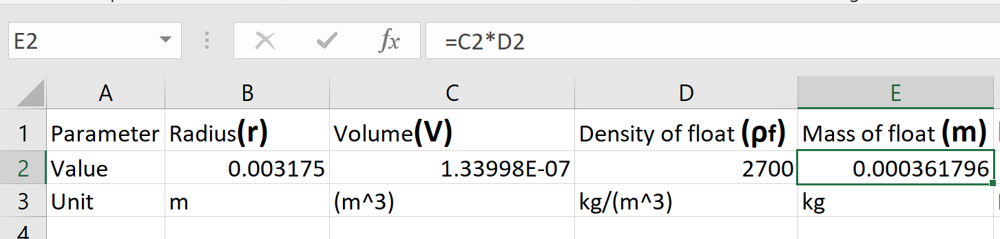 E2 fx =C2*D2
A B C D E
1 Parameter Radius(r) Volume(V) Density of float (ρf) Mass of float (m)
2 Value 0.003175 1.33998E-07 2700 0.000361796
3 Unit m (m^3) kg/(m^3) kg
4